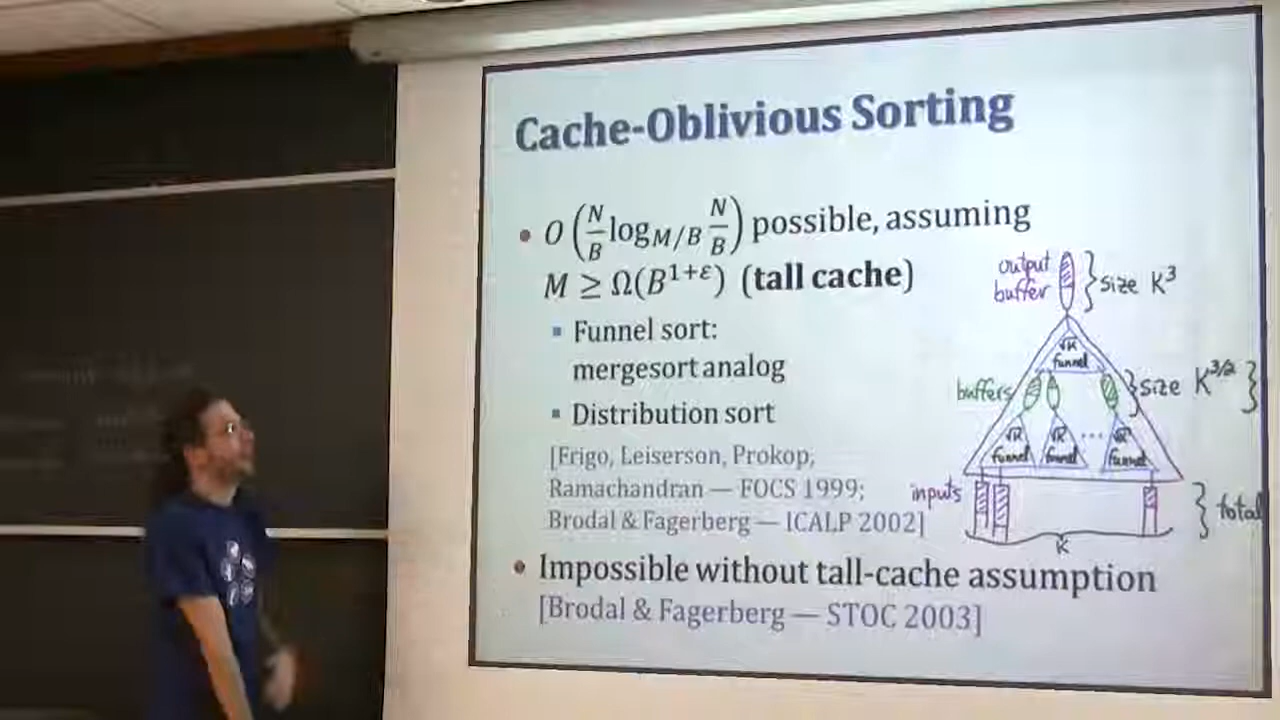 Cache-Oblivious Sorting
• O(N/B log_{M/B} N/B) possible, assuming
M ≥ Ω(B^{1+ε}) (tall cache)
▪ Funnel sort:
mergesort analog
▪ Distribution sort
[Frigo, Leiserson, Prokop,
Ramachandran — FOCS 1999;
Brodal & Fagerberg — ICALP 2002]
• Impossible without tall-cache assumption
[Brodal & Fagerberg — STOC 2003]
output
buffer
} size K³
√K
funnel
buffers
} size K^{3/2} }
√K √K ··· √K
funnel funnel funnel
inputs
} total
K